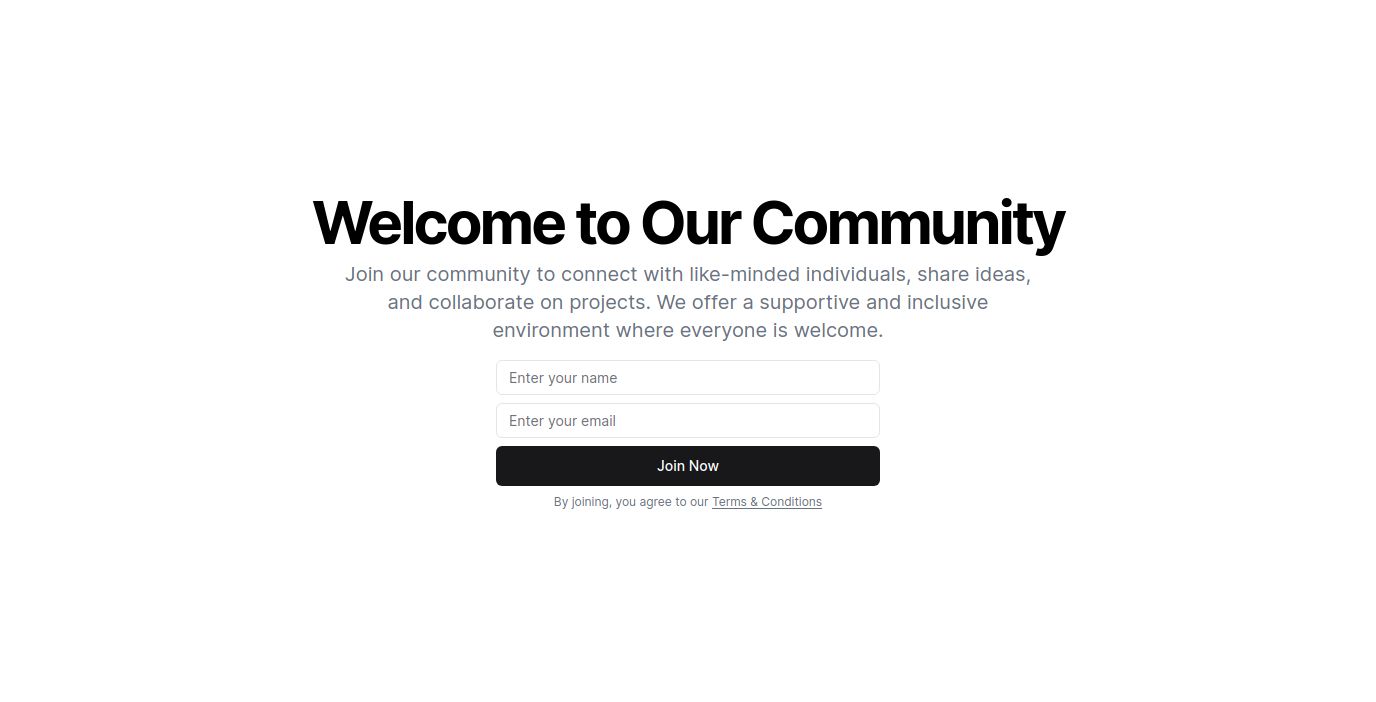 Welcome to Our Community
Join our community to connect with like-minded individuals, share ideas,
and collaborate on projects. We offer a supportive and inclusive
environment where everyone is welcome.
Enter your name
Enter your email
Join Now
By joining, you agree to our Terms & Conditions